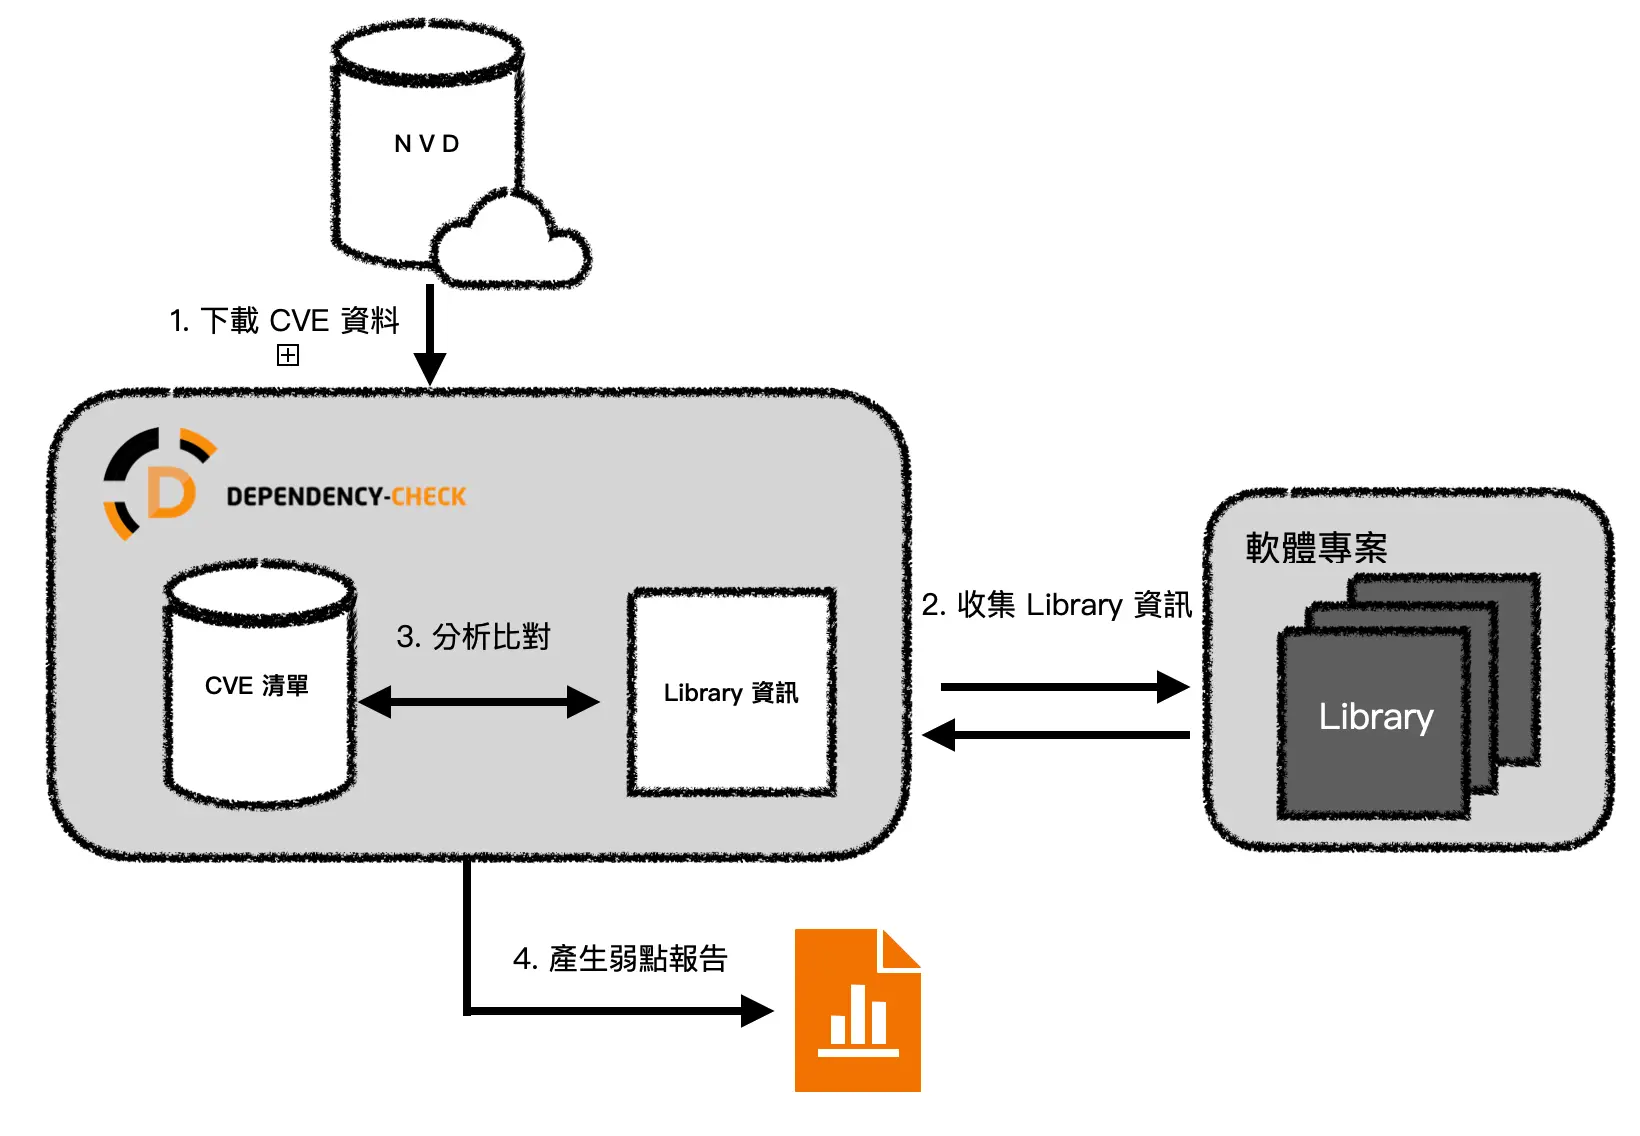 N V D
1. 下載 CVE 資料
DEPENDENCY-CHECK
CVE 清單
3. 分析比對
Library 資訊
2. 收集 Library 資訊
軟體專案
Library
4. 產生弱點報告